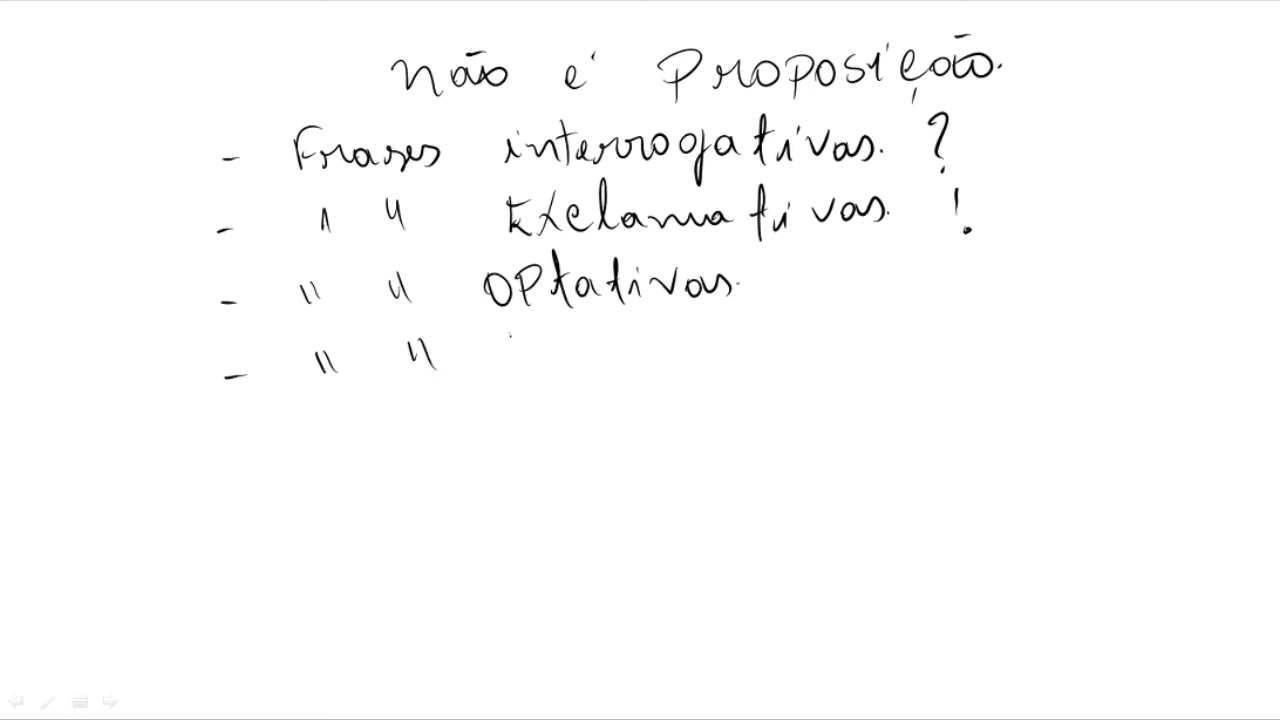 não é Proposição.
- Frases interrogativas. ?
- " " Exclamativas. !
- " " Optativas.
- " "